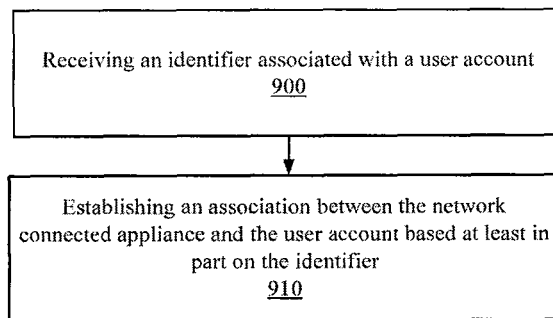 Receiving an identifier associated with a user account
900
Establishing an association between the network
connected appliance and the user account based at least in
part on the identifier
910